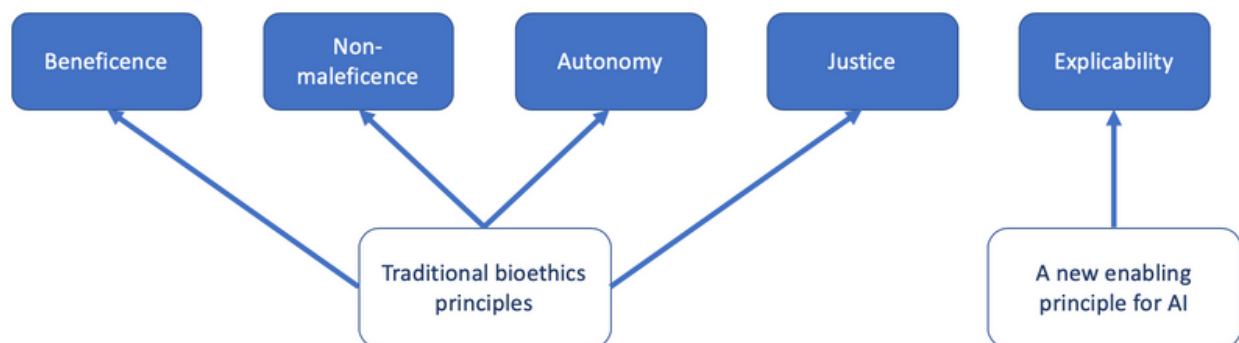 Beneficence
Non-
maleficence
Autonomy
Justice
Explicability
Traditional bioethics
principles
A new enabling
principle for AI